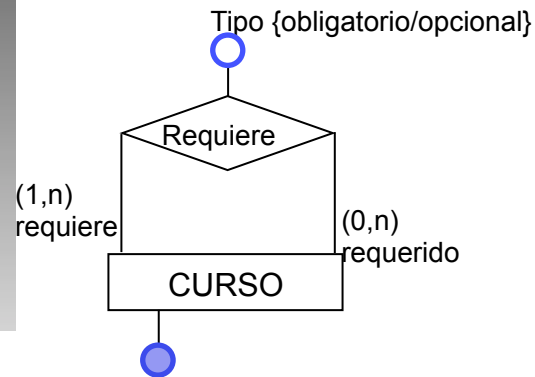 Tipo {obligatorio/opcional}
Requiere
(1,n)
requiere
(0,n)
requerido
CURSO